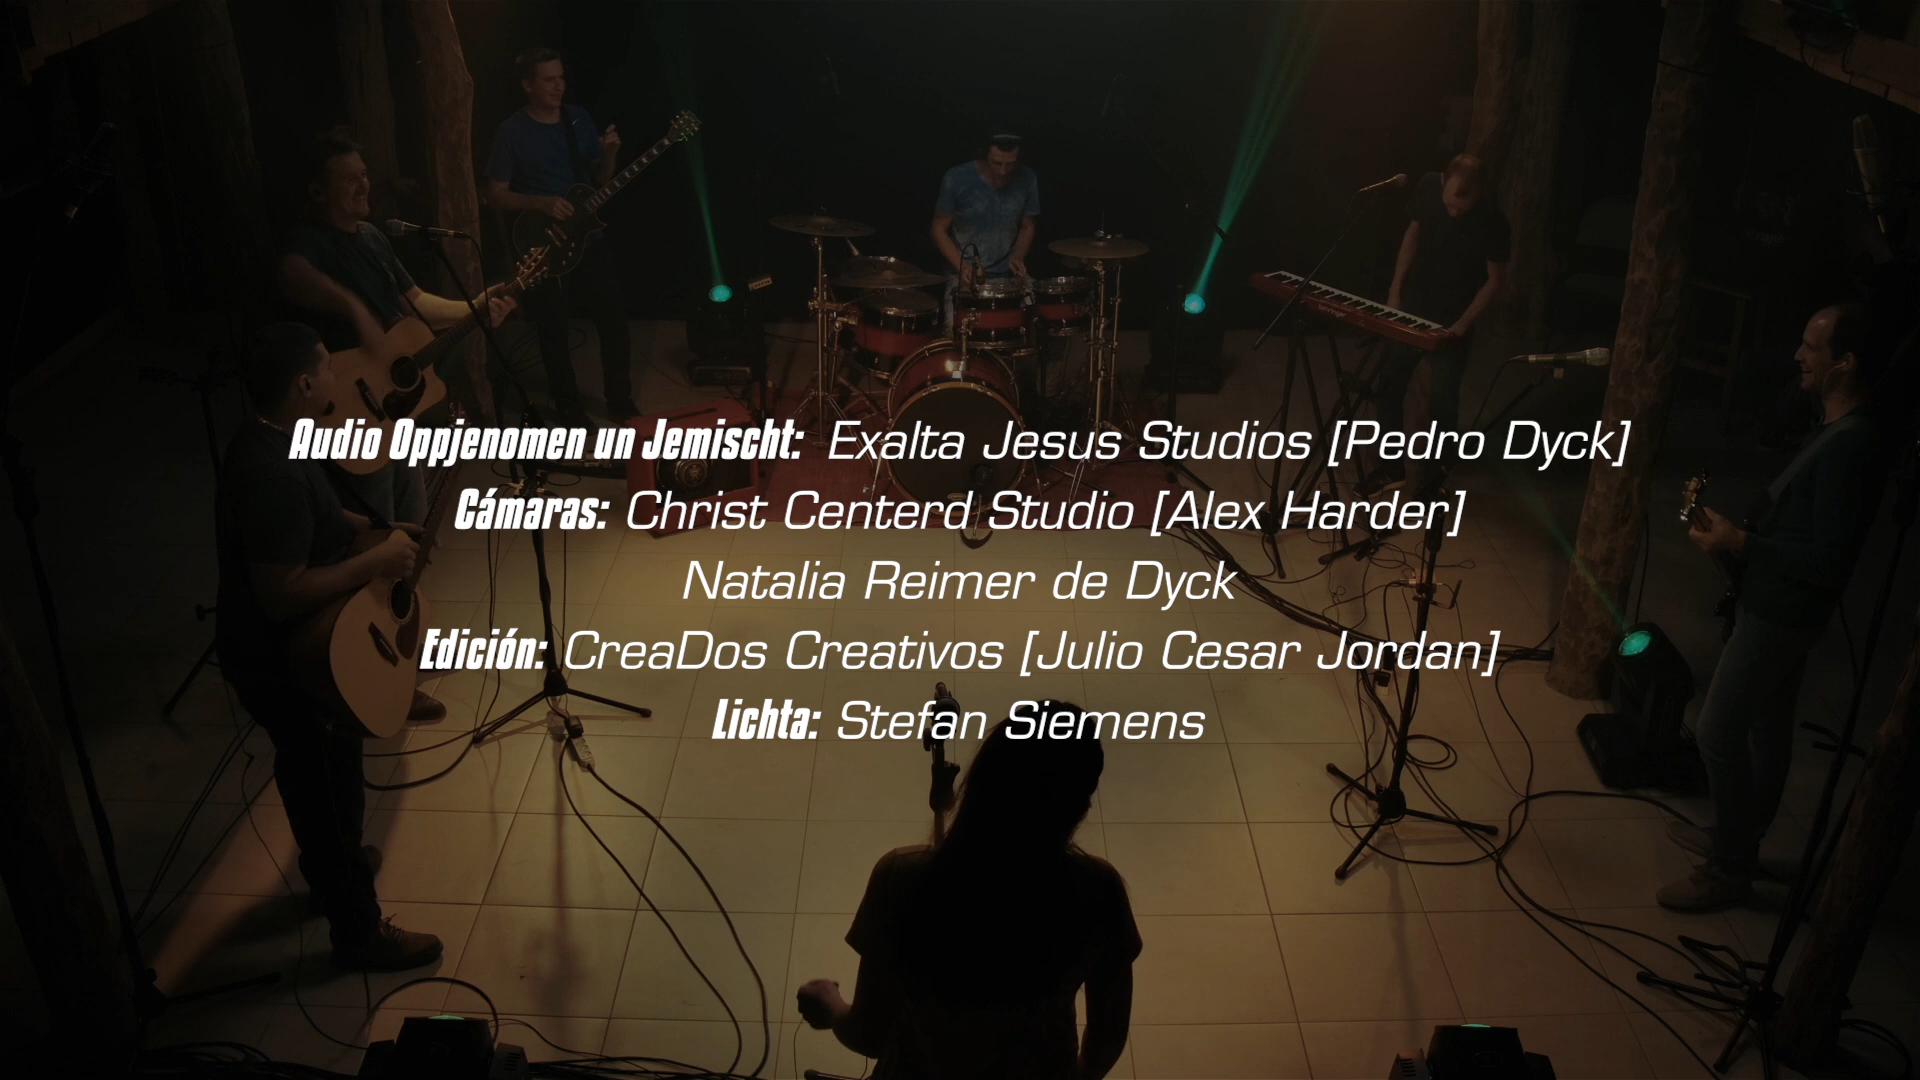 Audio Oppjenomen un Jemischt: Exalta Jesus Studios [Pedro Dyck]
Cámaras: Christ Centerd Studio [Alex Harder]
Natalia Reimer de Dyck
Edición: CreaDos Creativos [Julio Cesar Jordan]
Lichta: Stefan Siemens